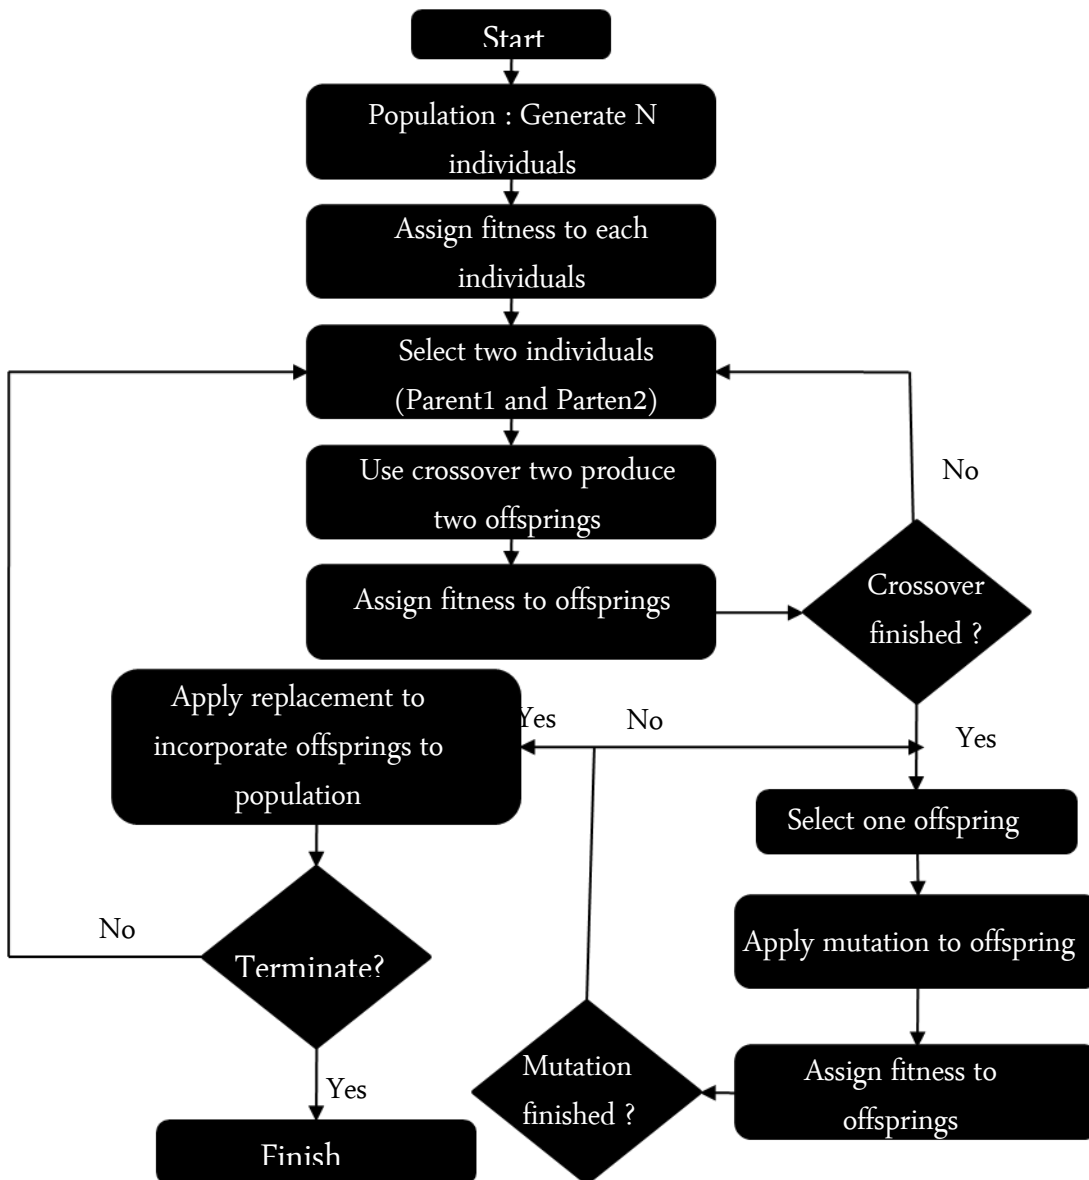 Start
Population : Generate N
individuals
Assign fitness to each
individuals
Select two individuals
(Parent1 and Parten2)
No
Use crossover two produce
two offsprings
Assign fitness to offsprings
Crossover
finished ?
Yes
Select one offspring
Apply mutation to offspring
Assign fitness to
offsprings
Mutation
finished ?
No
Yes
Apply replacement to
incorporate offsprings to
population
Terminate?
No
Yes
Finish